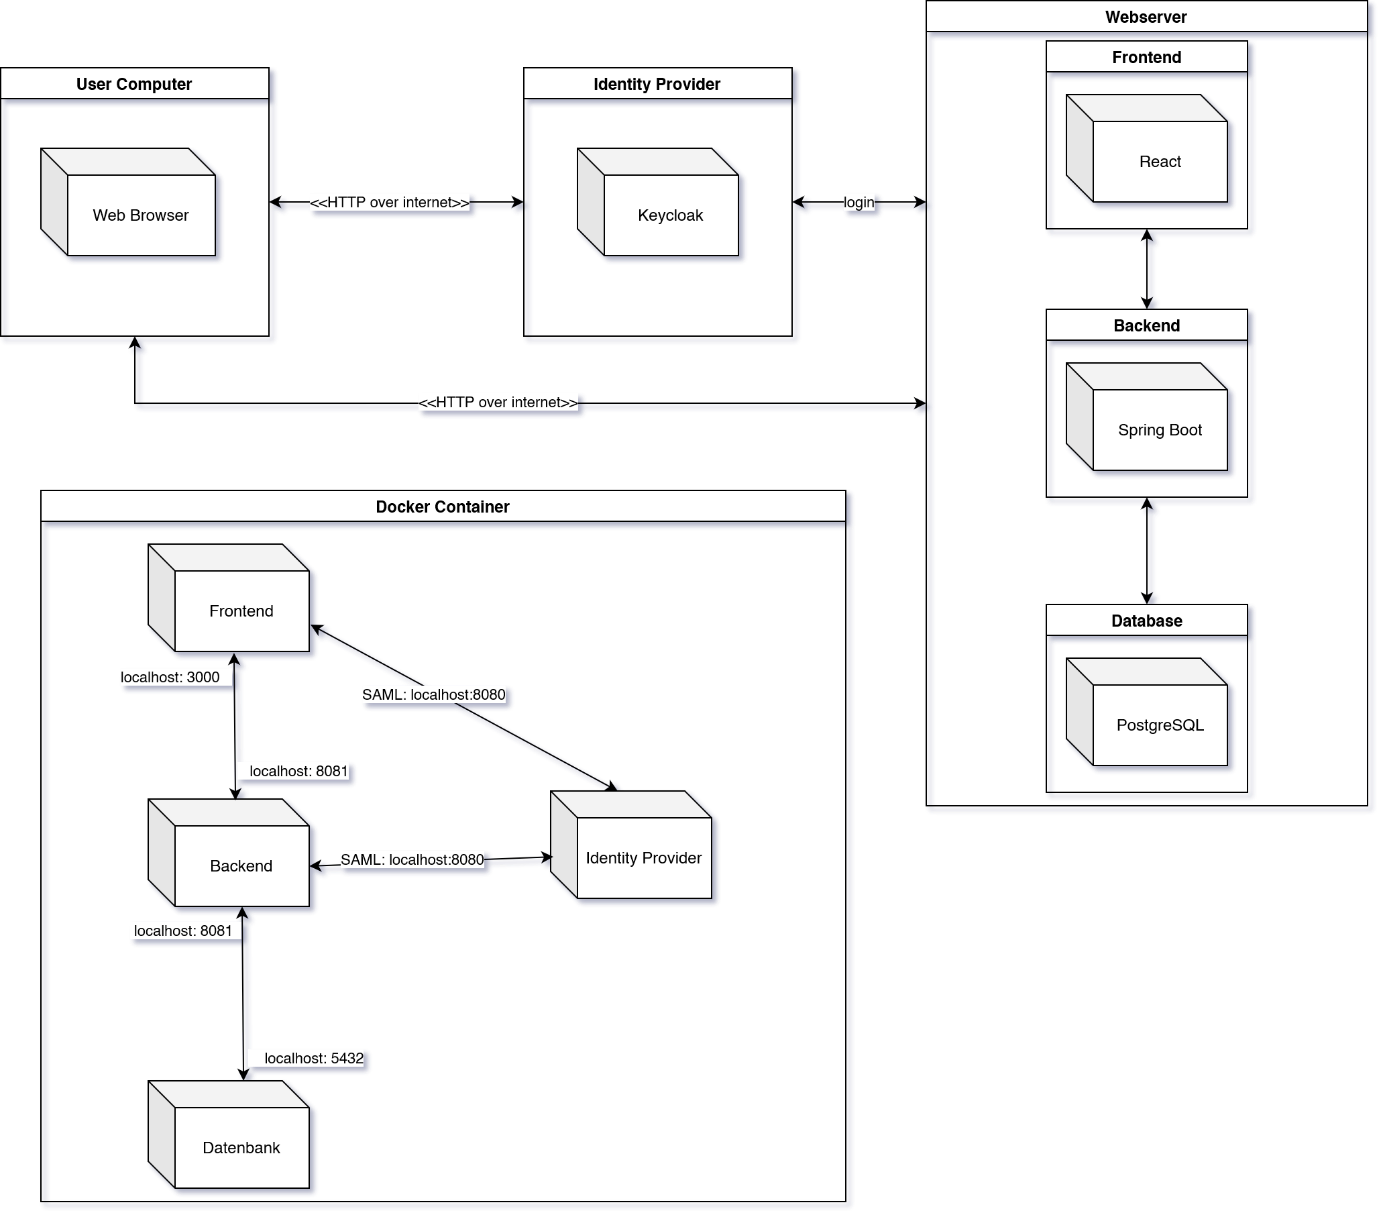 Webserver
Frontend
React
User Computer
Identity Provider
Web Browser
Keycloak
<<HTTP over internet>>
login
Backend
Spring Boot
<<HTTP over internet>>
Database
PostgreSQL
Docker Container
Frontend
localhost: 3000
SAML: localhost:8080
localhost: 8081
Backend
SAML: localhost:8080
Identity Provider
localhost: 8081
localhost: 5432
Datenbank